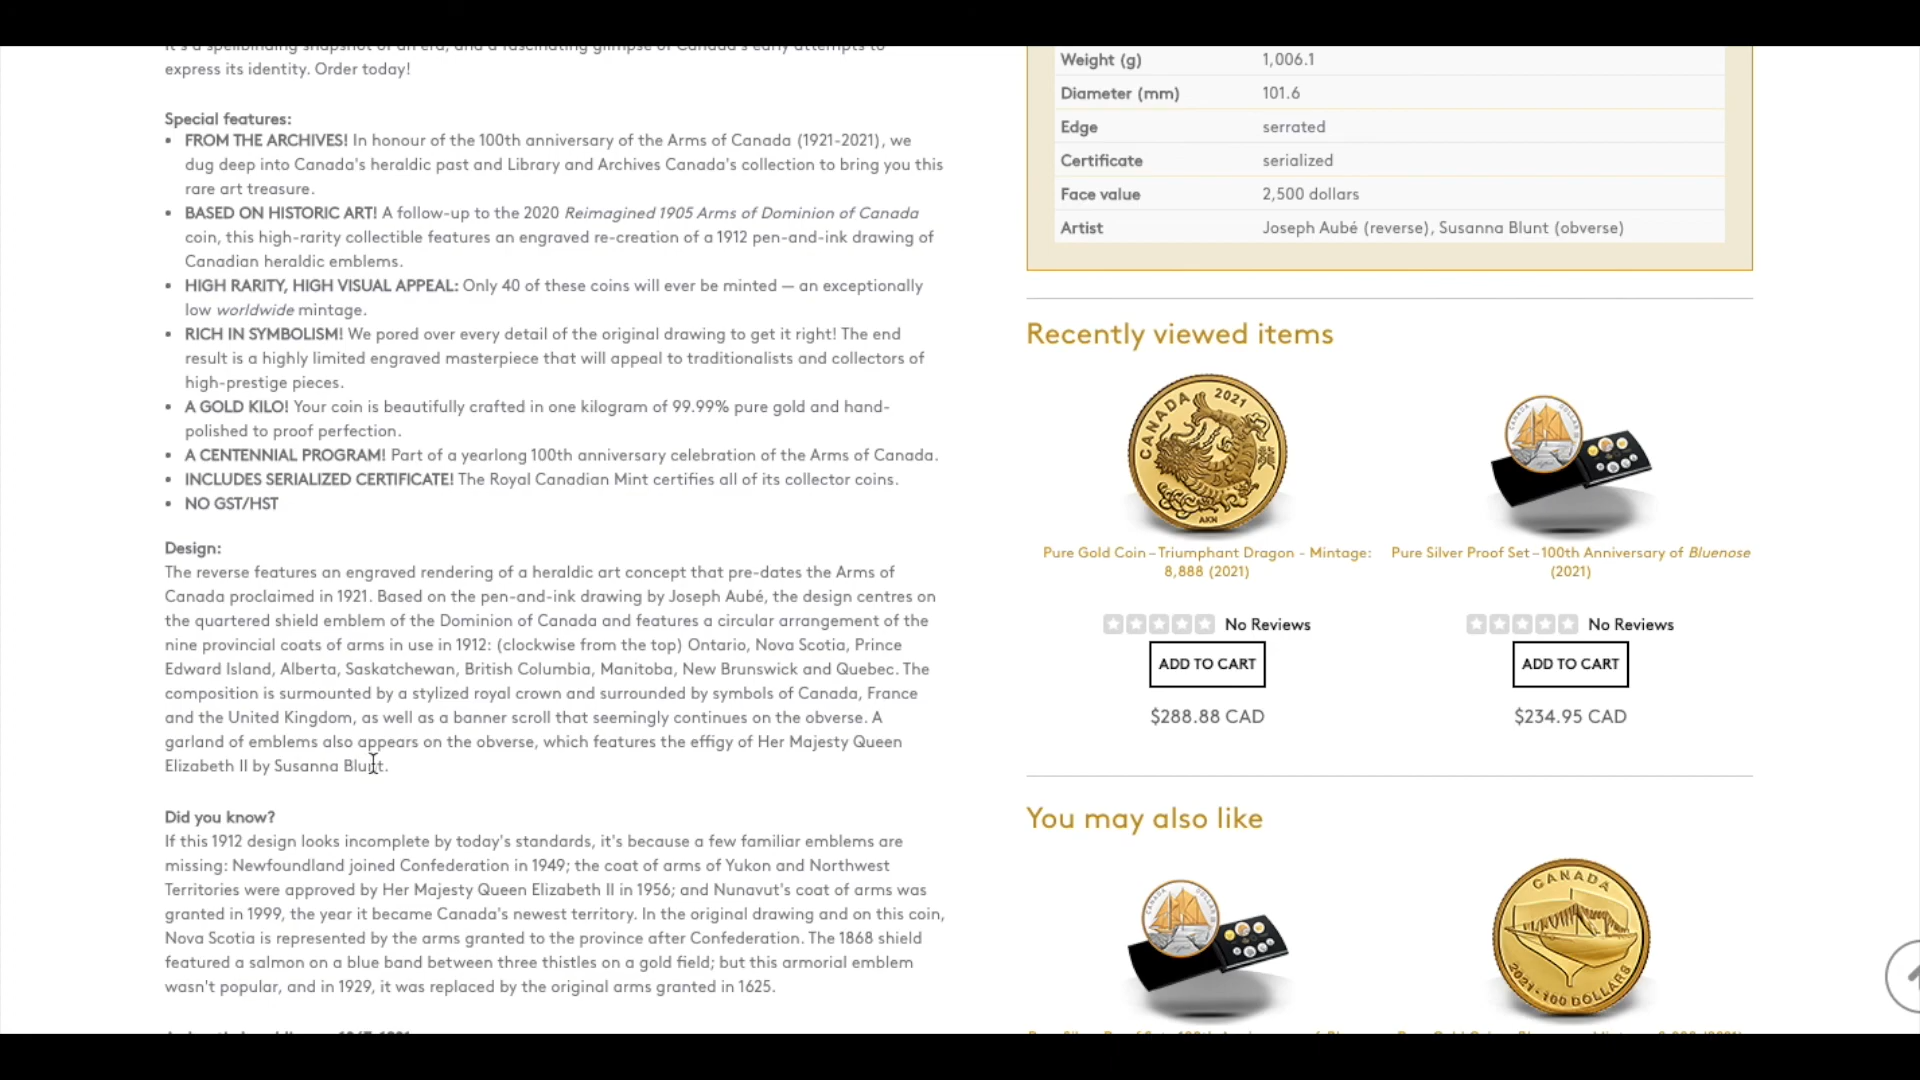 It's a spellbinding snapshot of an era, and a fascinating glimpse of Canada's early attempts to
express its identity. Order today!
Special features:
• FROM THE ARCHIVES! In honour of the 100th anniversary of the Arms of Canada (1921-2021), we
dug deep into Canada's heraldic past and Library and Archives Canada's collection to bring you this
rare art treasure.
• BASED ON HISTORIC ART! A follow-up to the 2020 Reimagined 1905 Arms of Dominion of Canada
coin, this high-rarity collectible features an engraved re-creation of a 1912 pen-and-ink drawing of
Canadian heraldic emblems.
• HIGH RARITY, HIGH VISUAL APPEAL: Only 40 of these coins will ever be minted — an exceptionally
low worldwide mintage.
• RICH IN SYMBOLISM! We pored over every detail of the original drawing to get it right! The end
result is a highly limited engraved masterpiece that will appeal to traditionalists and collectors of
high-prestige pieces.
• A GOLD KILO! Your coin is beautifully crafted in one kilogram of 99.99% pure gold and hand-
polished to proof perfection.
• A CENTENNIAL PROGRAM! Part of a yearlong 100th anniversary celebration of the Arms of Canada.
• INCLUDES SERIALIZED CERTIFICATE! The Royal Canadian Mint certifies all of its collector coins.
• NO GST/HST
Design:
The reverse features an engraved rendering of a heraldic art concept that pre-dates the Arms of
Canada proclaimed in 1921. Based on the pen-and-ink drawing by Joseph Aubé, the design centres on
the quartered shield emblem of the Dominion of Canada and features a circular arrangement of the
nine provincial coats of arms in use in 1912: (clockwise from the top) Ontario, Nova Scotia, Prince
Edward Island, Alberta, Saskatchewan, British Columbia, Manitoba, New Brunswick and Quebec. The
composition is surmounted by a stylized royal crown and surrounded by symbols of Canada, France
and the United Kingdom, as well as a banner scroll that seemingly continues on the obverse. A
garland of emblems also appears on the obverse, which features the effigy of Her Majesty Queen
Elizabeth II by Susanna Blunt.
Did you know?
If this 1912 design looks incomplete by today's standards, it's because a few familiar emblems are
missing: Newfoundland joined Confederation in 1949; the coat of arms of Yukon and Northwest
Territories were approved by Her Majesty Queen Elizabeth II in 1956; and Nunavut's coat of arms was
granted in 1999, the year it became Canada's newest territory. In the original drawing and on this coin,
Nova Scotia is represented by the arms granted to the province after Confederation. The 1868 shield
featured a salmon on a blue band between three thistles on a gold field; but this armorial emblem
wasn't popular, and in 1929, it was replaced by the original arms granted in 1625.
Weight (g) 1,006.1
Diameter (mm) 101.6
Edge serrated
Certificate serialized
Face value 2,500 dollars
Artist Joseph Aubé (reverse), Susanna Blunt (obverse)
Recently viewed items
CANADA 2021
AKN
CANADA DOLLAR
Pure Gold Coin – Triumphant Dragon - Mintage:
8,888 (2021)
No Reviews
ADD TO CART
$288.88 CAD
Pure Silver Proof Set – 100th Anniversary of Bluenose
(2021)
No Reviews
ADD TO CART
$234.95 CAD
You may also like
CANADA DOLLAR
CANADA
2021 · 100 DOLLARS